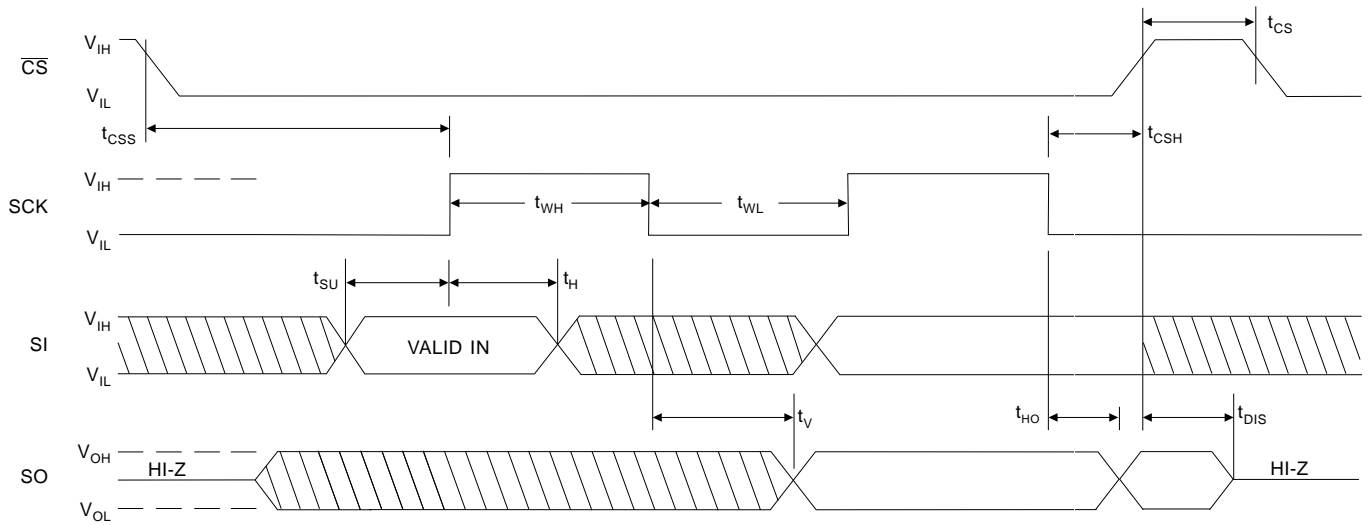 t_CS
V_IH
CS
V_IL
t_CSS
t_CSH
V_IH
SCK
t_WH
t_WL
V_IL
t_SU
t_H
V_IH
SI
VALID IN
V_IL
t_V
t_HO
t_DIS
V_OH
HI-Z
HI-Z
SO
V_OL